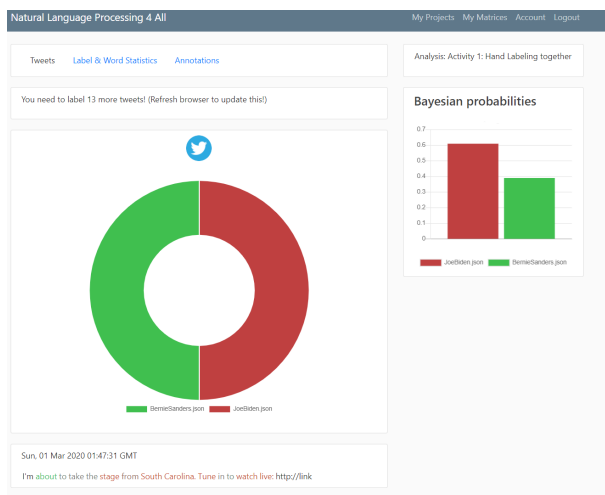 Natural Language Processing 4 All
My Projects My Matrices Account Logout
Tweets Label & Word Statistics Annotations
Analysis: Activity 1: Hand Labeling together
You need to label 13 more tweets! (Refresh browser to update this!)
Bayesian probabilities
0.7
0.6
0.5
0.4
0.3
0.2
0.1
0
JoeBiden.json BernieSanders.json
BernieSanders.json JoeBiden.json
Sun, 01 Mar 2020 01:47:31 GMT
I'm about to take the stage from South Carolina. Tune in to watch live: http://link